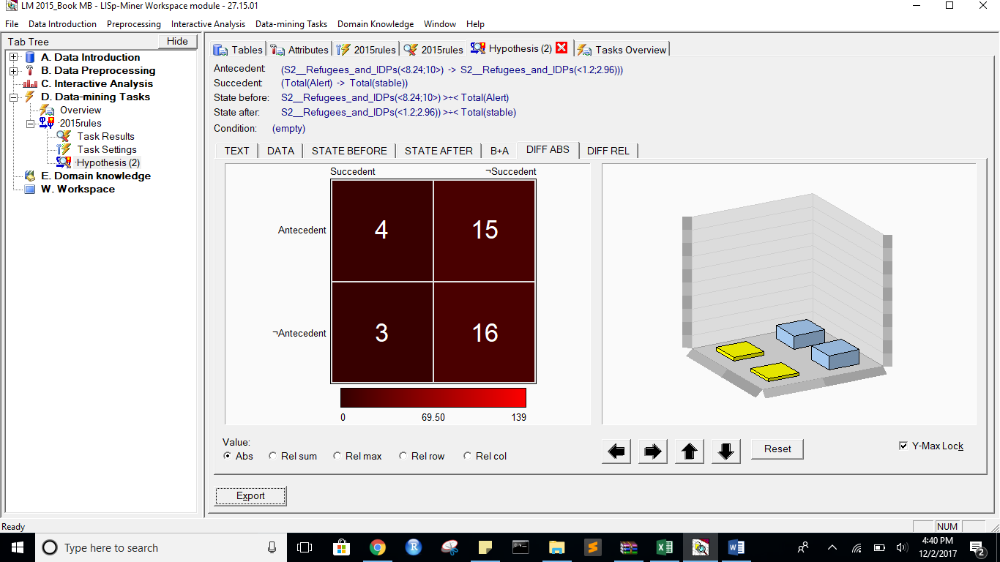 LM 2015_Book MB - LISp-Miner Workspace module - 27.15.01
File Data Introduction Preprocessing Interactive Analysis Data-mining Tasks Domain Knowledge Window Help
Tab Tree Hide
A. Data Introduction
B. Data Preprocessing
C. Interactive Analysis
D. Data-mining Tasks
Overview
2015rules
Task Results
Task Settings
Hypothesis (2)
E. Domain knowledge
W. Workspace
Tables Attributes 2015rules 2015rules Hypothesis (2) Tasks Overview
Antecedent: (S2__Refugees_and_IDPs(<8.24;10>) -> S2__Refugees_and_IDPs(<1.2;2.96)))
Succedent: (Total(Alert) -> Total(stable))
State before: S2__Refugees_and_IDPs(<8.24;10>) >÷< Total(Alert)
State after: S2__Refugees_and_IDPs(<1.2;2.96)) >÷< Total(stable)
Condition: (empty)
TEXT DATA STATE BEFORE STATE AFTER B+A DIFF ABS DIFF REL
Succedent ¬Succedent
Antecedent 4 15
¬Antecedent 3 16
0 69.50 139
Value:
Abs Rel sum Rel max Rel row Rel col
Reset
Y-Max Lock
Export
Ready NUM
Type here to search
4:40 PM
12/2/2017
2